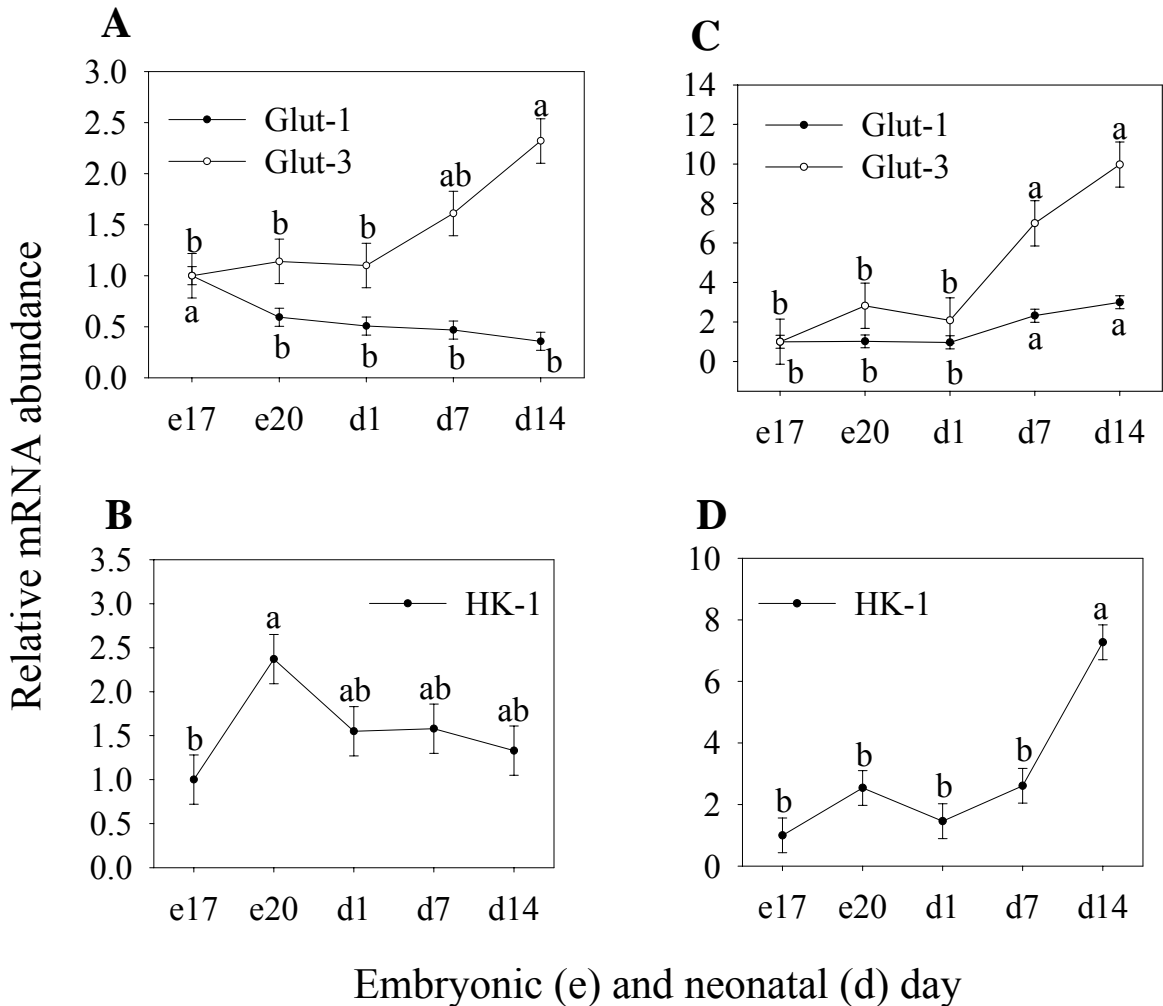 A
3.0
2.5
2.0
1.5
1.0
0.5
0.0
Glut-1
Glut-3
b
b
b
ab
a
a
b
b
b
b
e17 e20 d1 d7 d14
C
14
12
10
8
6
4
2
0
Glut-1
Glut-3
b
b
b
a
a
b
b
b
a
a
e17 e20 d1 d7 d14
Relative mRNA abundance
B
3.5
3.0
2.5
2.0
1.5
1.0
0.5
0.0
HK-1
b
a
ab
ab
ab
e17 e20 d1 d7 d14
D
10
8
6
4
2
0
HK-1
b
b
b
b
a
e17 e20 d1 d7 d14
Embryonic (e) and neonatal (d) day